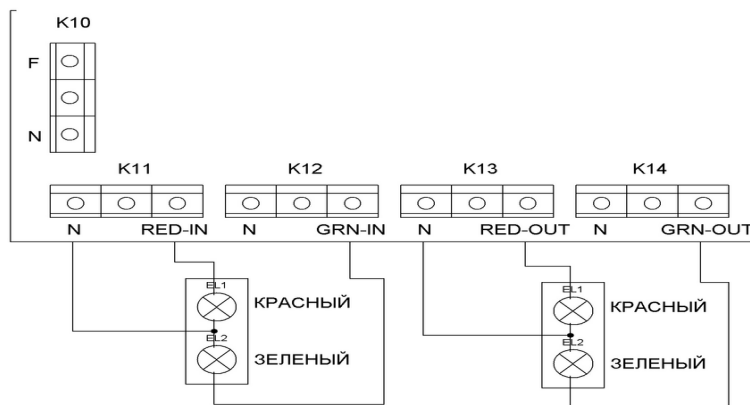 K10
F
N
K11 K12 K13 K14
N RED-IN N GRN-IN N RED-OUT N GRN-OUT
EL1 EL1
КРАСНЫЙ КРАСНЫЙ
EL2 EL2
ЗЕЛЕНЫЙ ЗЕЛЕНЫЙ